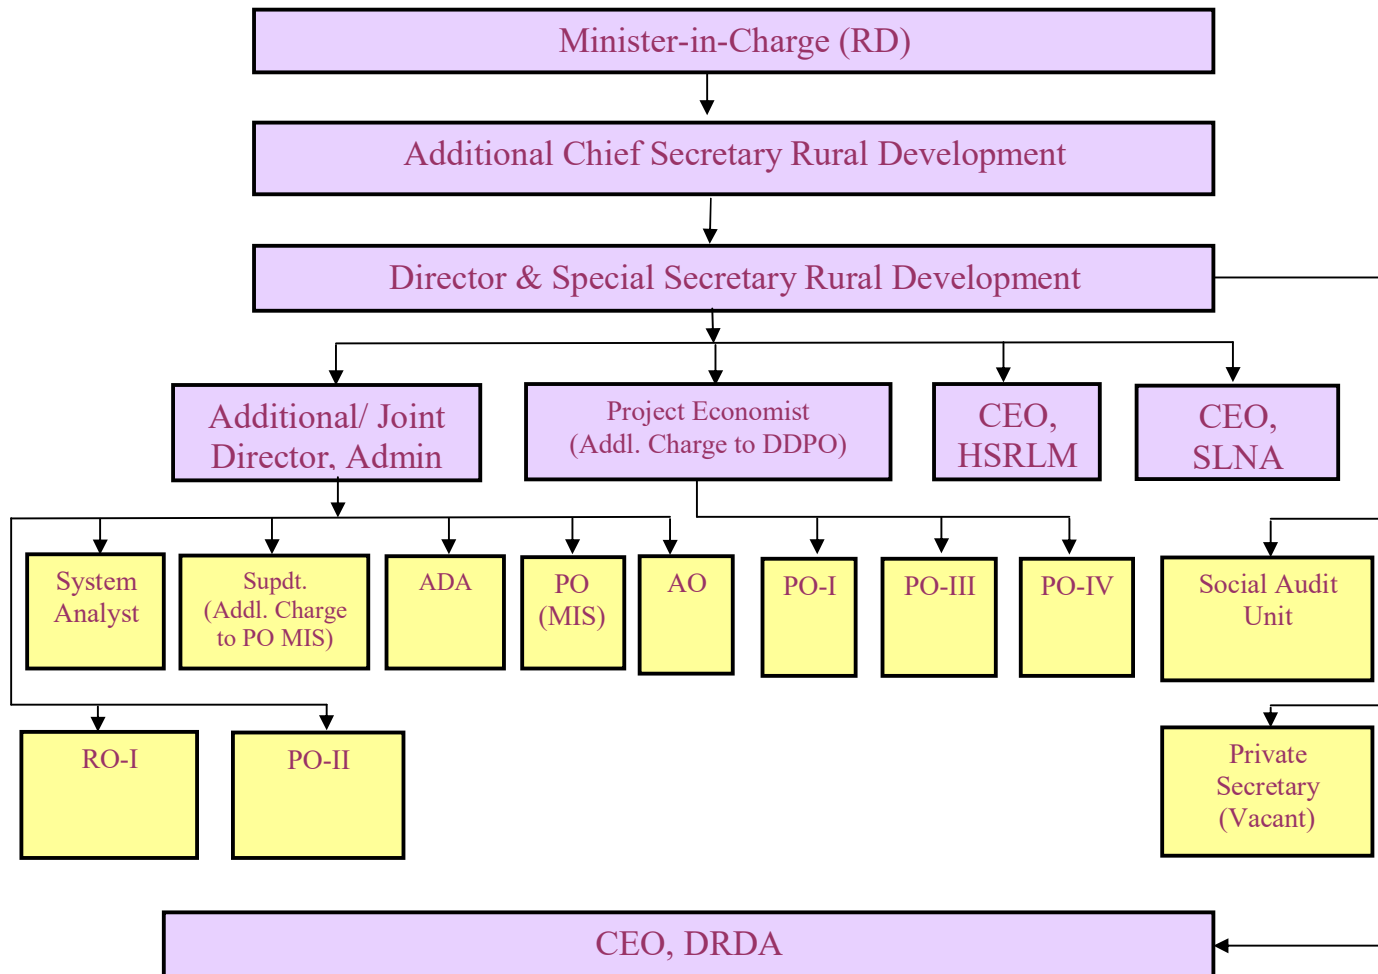 Minister-in-Charge (RD)
Additional Chief Secretary Rural Development
Director & Special Secretary Rural Development
Additional/ Joint
Director, Admin
Project Economist
(Addl. Charge to DDPO)
CEO,
HSRLM
CEO,
SLNA
System
Analyst
Supdt.
(Addl. Charge
to PO MIS)
ADA
PO
(MIS)
AO
PO-I
PO-III
PO-IV
Social Audit
Unit
RO-I
PO-II
Private
Secretary
(Vacant)
CEO, DRDA